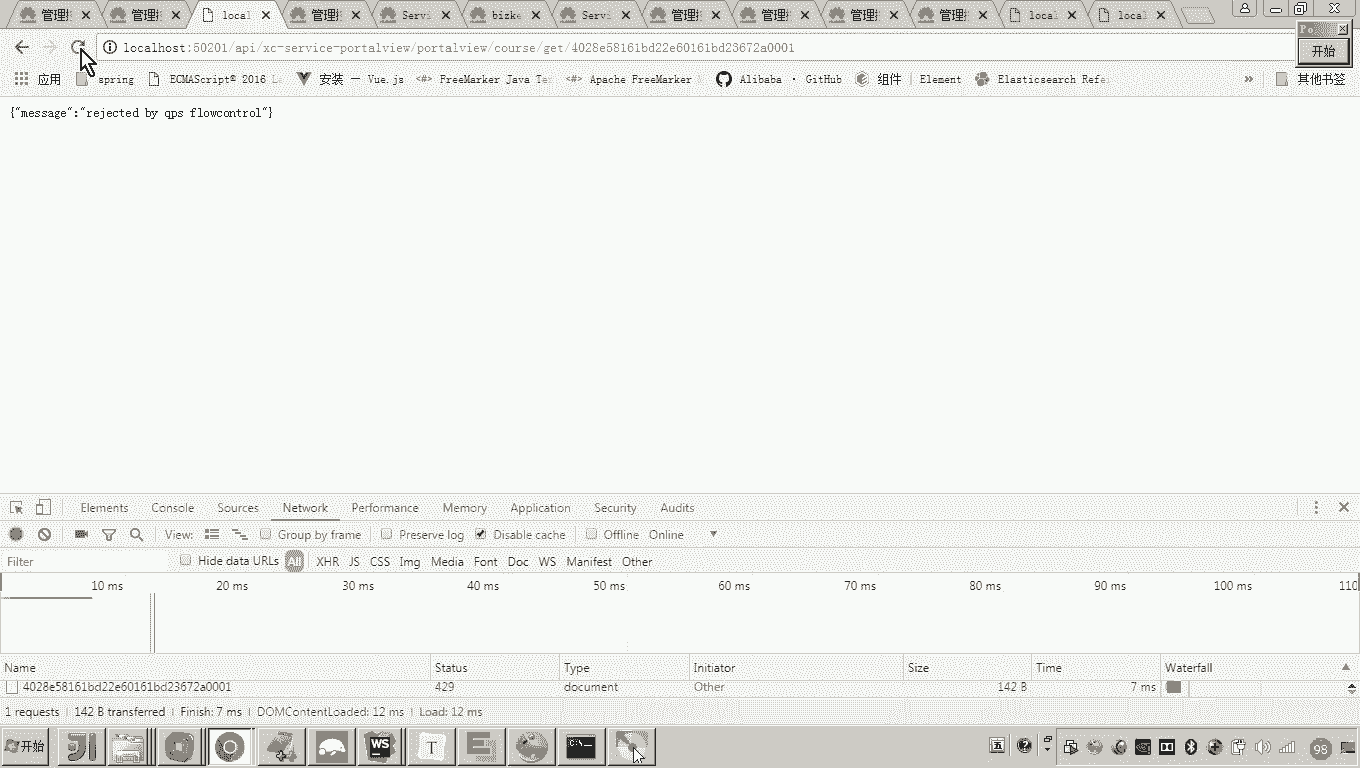 管理 管理 local 管理 Servi bizke Servi 管理 管理 管理 管理 local local
localhost:50201/api/xc-service-portalview/portalview/course/get/4028e58161bd22e60161bd23672a0001
开始
应用 spring ECMAScript® 2016 La 安装 — Vue.js FreeMarker Java Te Apache FreeMarker Alibaba · GitHub 组件 | Element Elasticsearch Refe » 其他书签
{"message":"rejected by qps flowcontrol"}
Elements Console Sources Network Performance Memory Application Security Audits
View: Group by frame Preserve log Disable cache Offline Online
Filter Hide data URLs All XHR JS CSS Img Media Font Doc WS Manifest Other
10 ms 20 ms 30 ms 40 ms 50 ms 60 ms 70 ms 80 ms 90 ms 100 ms 110
Name Status Type Initiator Size Time Waterfall
4028e58161bd22e60161bd23672a0001 429 document Other 142 B 7 ms
1 requests | 142 B transferred | Finish: 7 ms | DOMContentLoaded: 12 ms | Load: 12 ms
开始 WS T 五 98